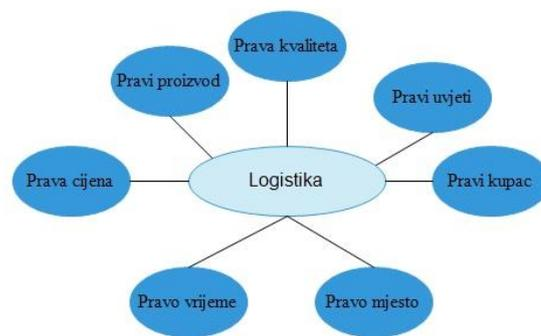 Prava kvaliteta
Pravi proizvod
Pravi uvjeti
Prava cijena
Logistika
Pravi kupac
Pravo vrijeme
Pravo mjesto